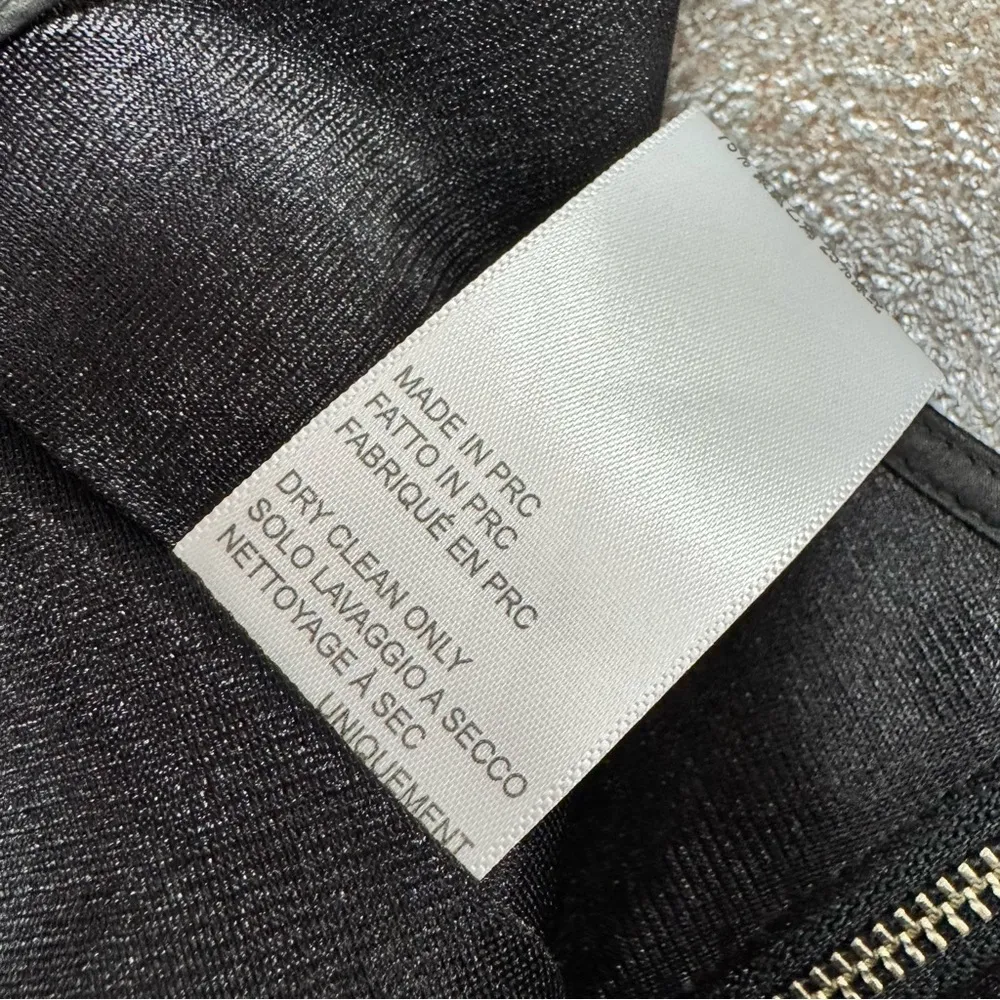 MADE IN PRC
FATTO IN PRC
FABRIQUÉ EN PRC
DRY CLEAN ONLY
SOLO LAVAGGIO A SECCO
NETTOYAGE À SEC
UNIQUEMENT